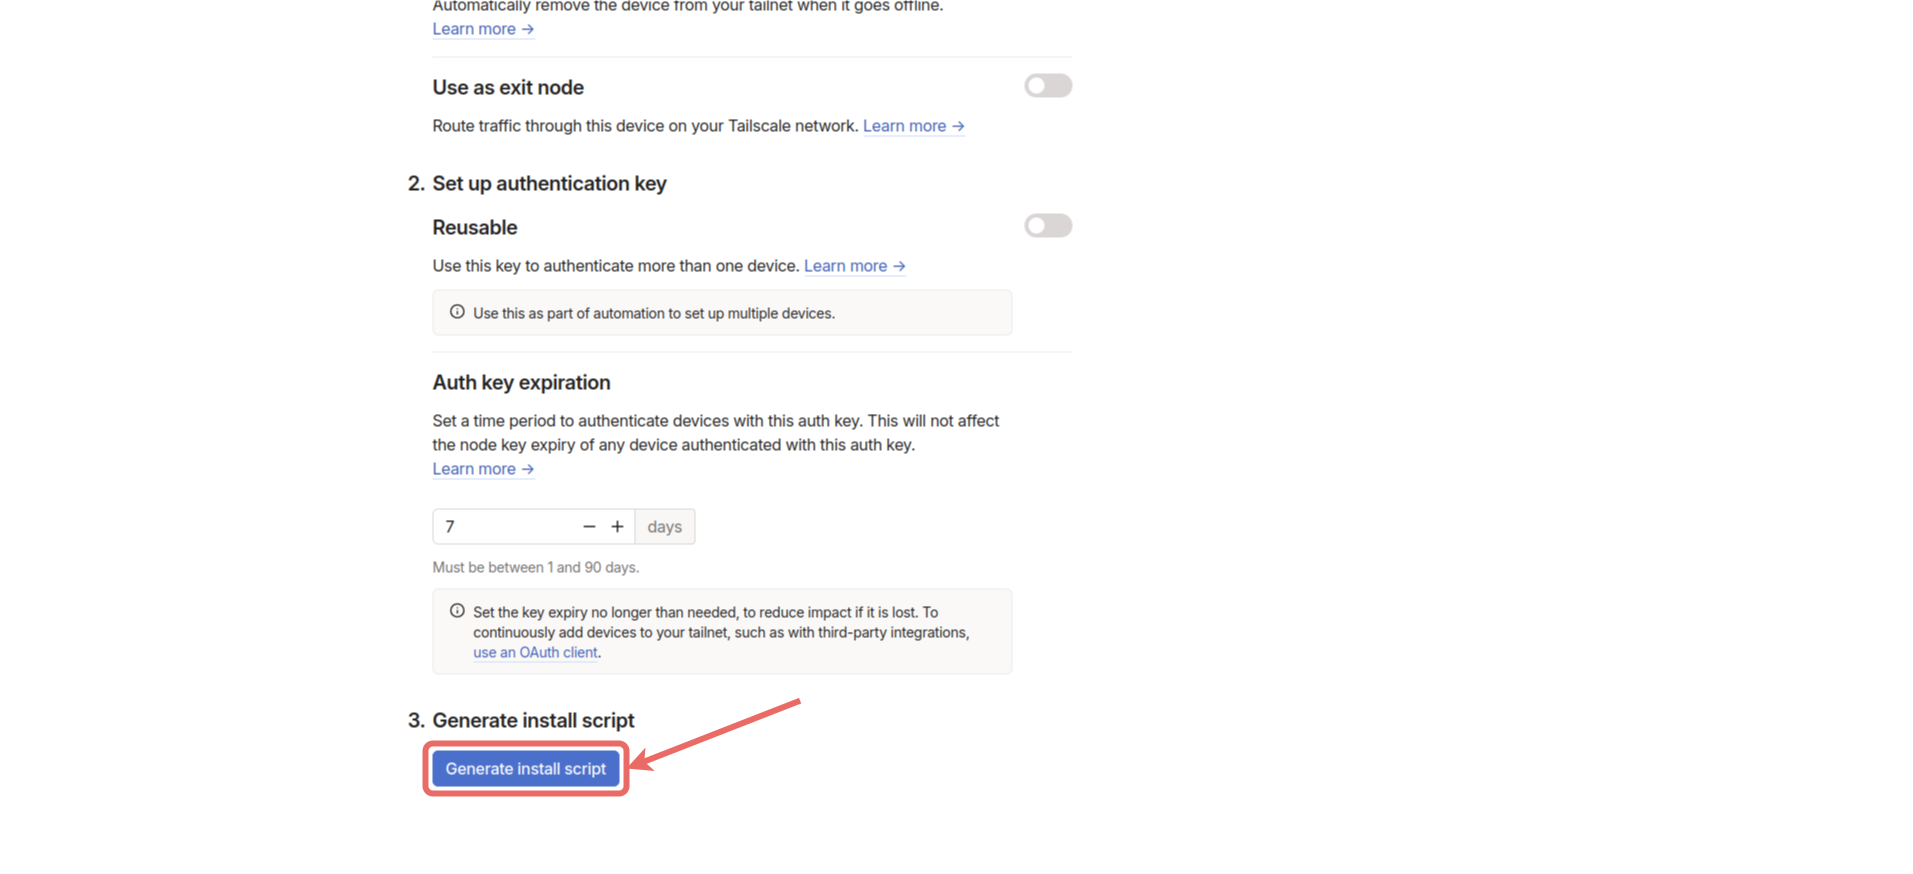 Automatically remove the device from your tailnet when it goes offline.
Learn more →
Use as exit node
Route traffic through this device on your Tailscale network. Learn more →
2. Set up authentication key
Reusable
Use this key to authenticate more than one device. Learn more →
Use this as part of automation to set up multiple devices.
Auth key expiration
Set a time period to authenticate devices with this auth key. This will not affect
the node key expiry of any device authenticated with this auth key.
Learn more →
7 − + days
Must be between 1 and 90 days.
Set the key expiry no longer than needed, to reduce impact if it is lost. To
continuously add devices to your tailnet, such as with third-party integrations,
use an OAuth client.
3. Generate install script
Generate install script